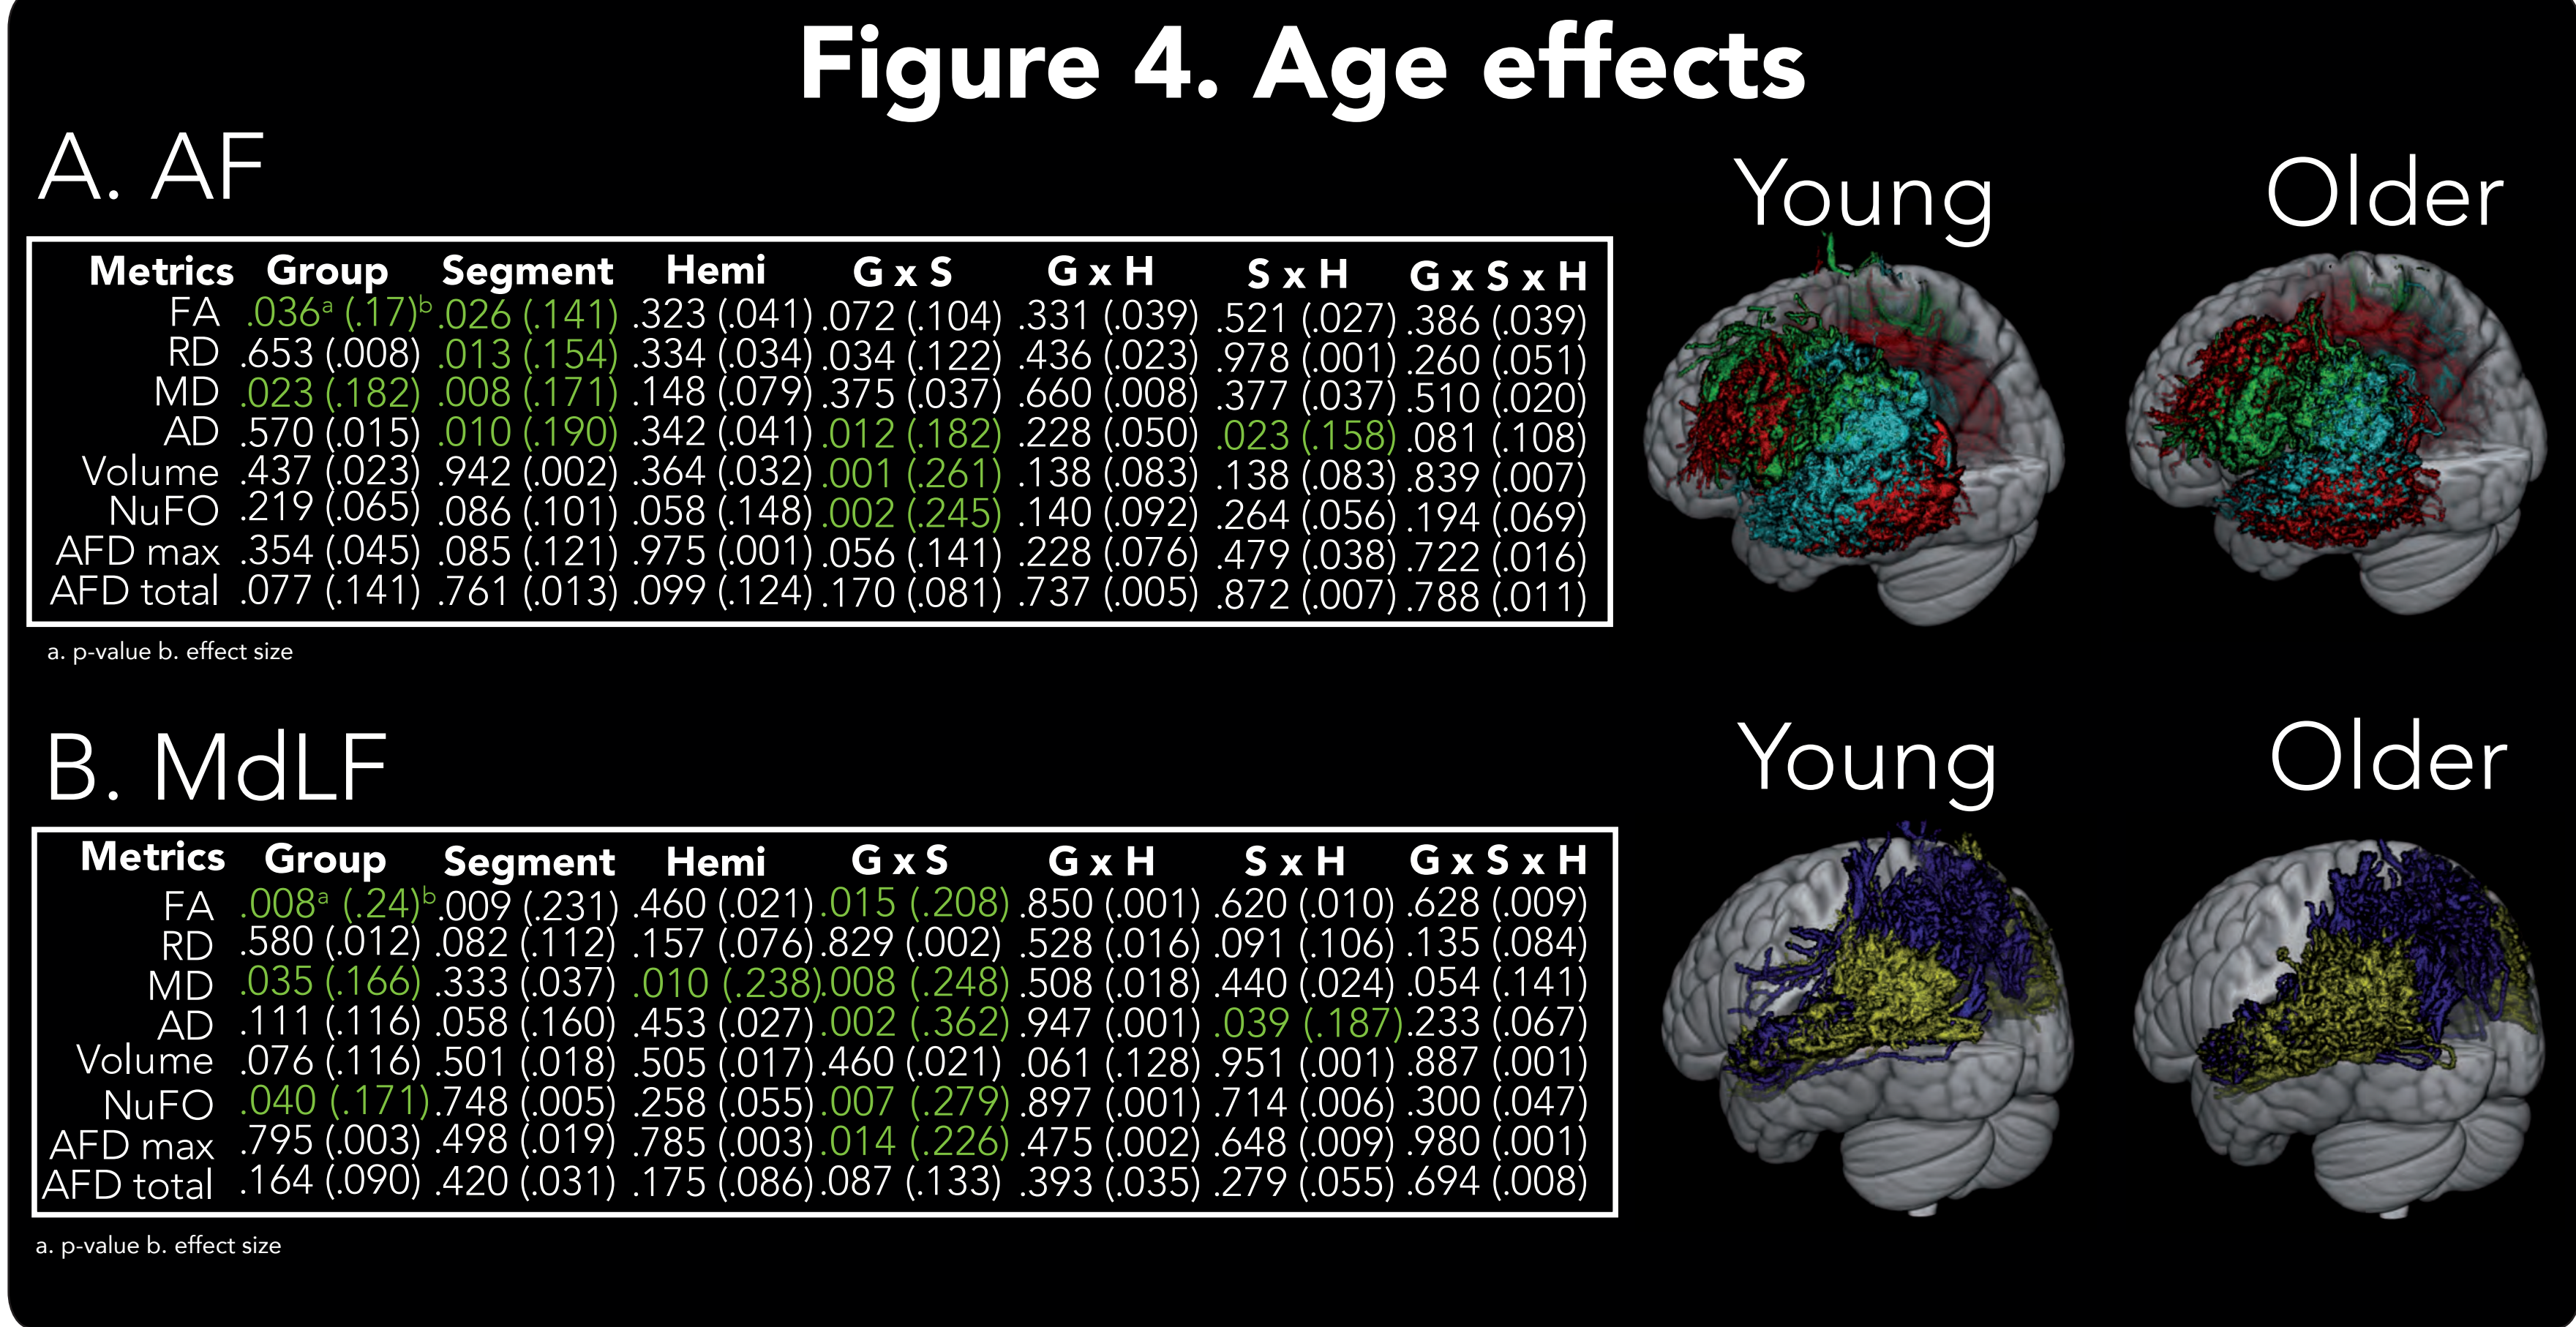 Figure 4. Age effects
A. AF
Young Older
Metrics Group Segment Hemi G x S G x H S x H G x S x H
FA .036ᵃ (.17)ᵇ .026 (.141) .323 (.041) .072 (.104) .331 (.039) .521 (.027) .386 (.039)
RD .653 (.008) .013 (.154) .334 (.034) .034 (.122) .436 (.023) .978 (.001) .260 (.051)
MD .023 (.182) .008 (.171) .148 (.079) .375 (.037) .660 (.008) .377 (.037) .510 (.020)
AD .570 (.015) .010 (.190) .342 (.041) .012 (.182) .228 (.050) .023 (.158) .081 (.108)
Volume .437 (.023) .942 (.002) .364 (.032) .001 (.261) .138 (.083) .138 (.083) .839 (.007)
NuFO .219 (.065) .086 (.101) .058 (.148) .002 (.245) .140 (.092) .264 (.056) .194 (.069)
AFD max .354 (.045) .085 (.121) .975 (.001) .056 (.141) .228 (.076) .479 (.038) .722 (.016)
AFD total .077 (.141) .761 (.013) .099 (.124) .170 (.081) .737 (.005) .872 (.007) .788 (.011)
a. p-value b. effect size
B. MdLF
Young Older
Metrics Group Segment Hemi G x S G x H S x H G x S x H
FA .008ᵃ (.24)ᵇ .009 (.231) .460 (.021) .015 (.208) .850 (.001) .620 (.010) .628 (.009)
RD .580 (.012) .082 (.112) .157 (.076) .829 (.002) .528 (.016) .091 (.106) .135 (.084)
MD .035 (.166) .333 (.037) .010 (.238) .008 (.248) .508 (.018) .440 (.024) .054 (.141)
AD .111 (.116) .058 (.160) .453 (.027) .002 (.362) .947 (.001) .039 (.187) .233 (.067)
Volume .076 (.116) .501 (.018) .505 (.017) .460 (.021) .061 (.128) .951 (.001) .887 (.001)
NuFO .040 (.171) .748 (.005) .258 (.055) .007 (.279) .897 (.001) .714 (.006) .300 (.047)
AFD max .795 (.003) .498 (.019) .785 (.003) .014 (.226) .475 (.002) .648 (.009) .980 (.001)
AFD total .164 (.090) .420 (.031) .175 (.086) .087 (.133) .393 (.035) .279 (.055) .694 (.008)
a. p-value b. effect size